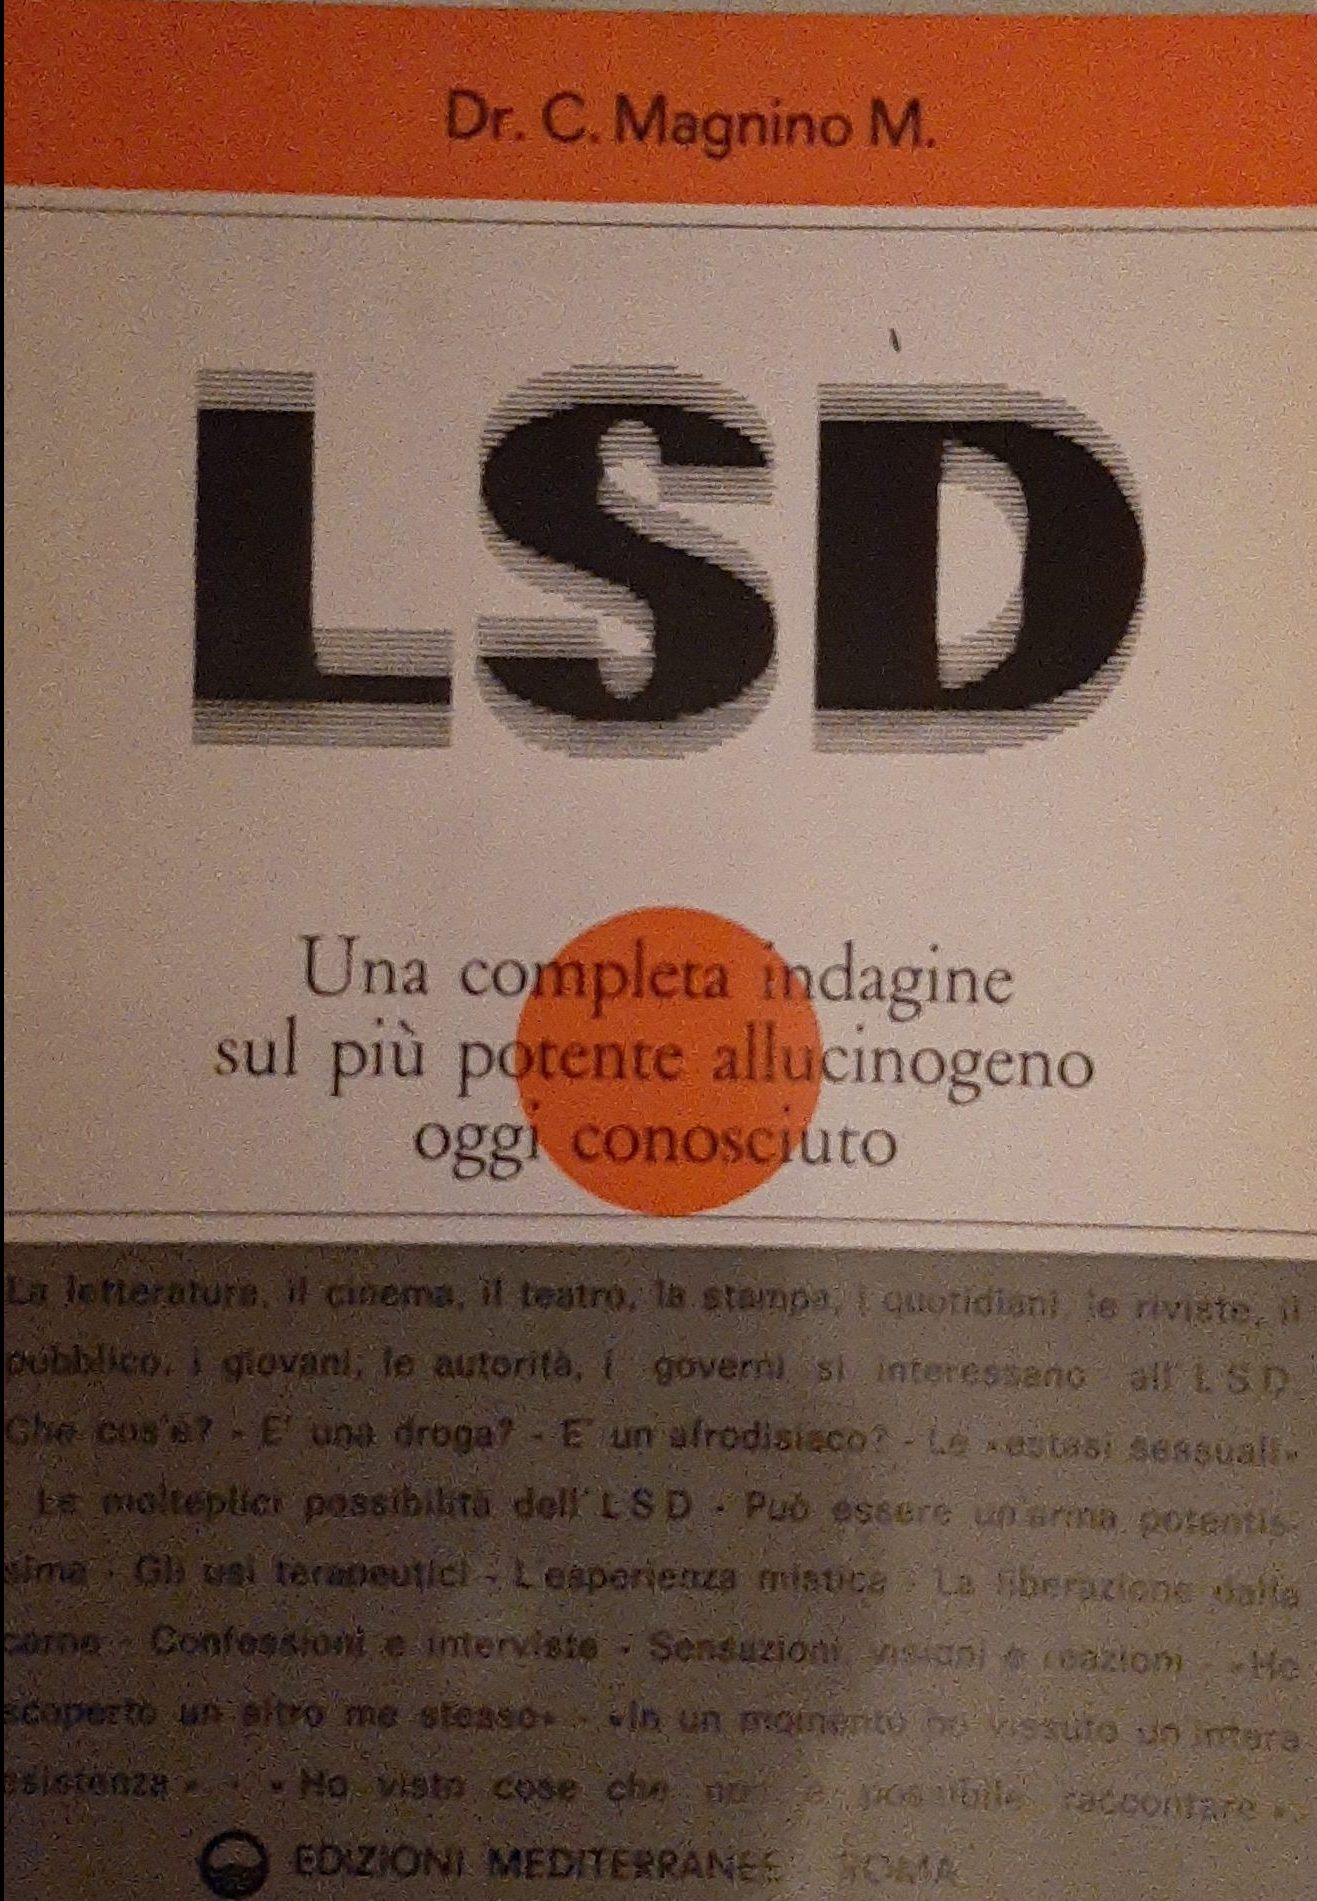 Dr. C. Magnino M.
LSD
Una completa indagine
sul più potente allucinogeno
oggi conosciuto
La letteratura, il cinema, il teatro, la stampa, i quotidiani, le riviste, il
pubblico, i giovani, le autorità, i governi si interessano all'LSD
Che cos'è? - E' una droga? - E' un afrodisiaco? - Le «estasi sessuali»
- Le molteplici possibilità dell'LSD - Può essere un'arma potentis-
sima - Gli usi terapeutici - L'esperienza mistica - La liberazione dalla
carne - Confessioni e interviste - Sensazioni, visioni e reazioni - «Ho
scoperto un altro me stesso» - «In un momento ho vissuto un'intera
esistenza» - «Ho visto cose che non è possibile raccontare».
EDIZIONI MEDITERRANEE - ROMA